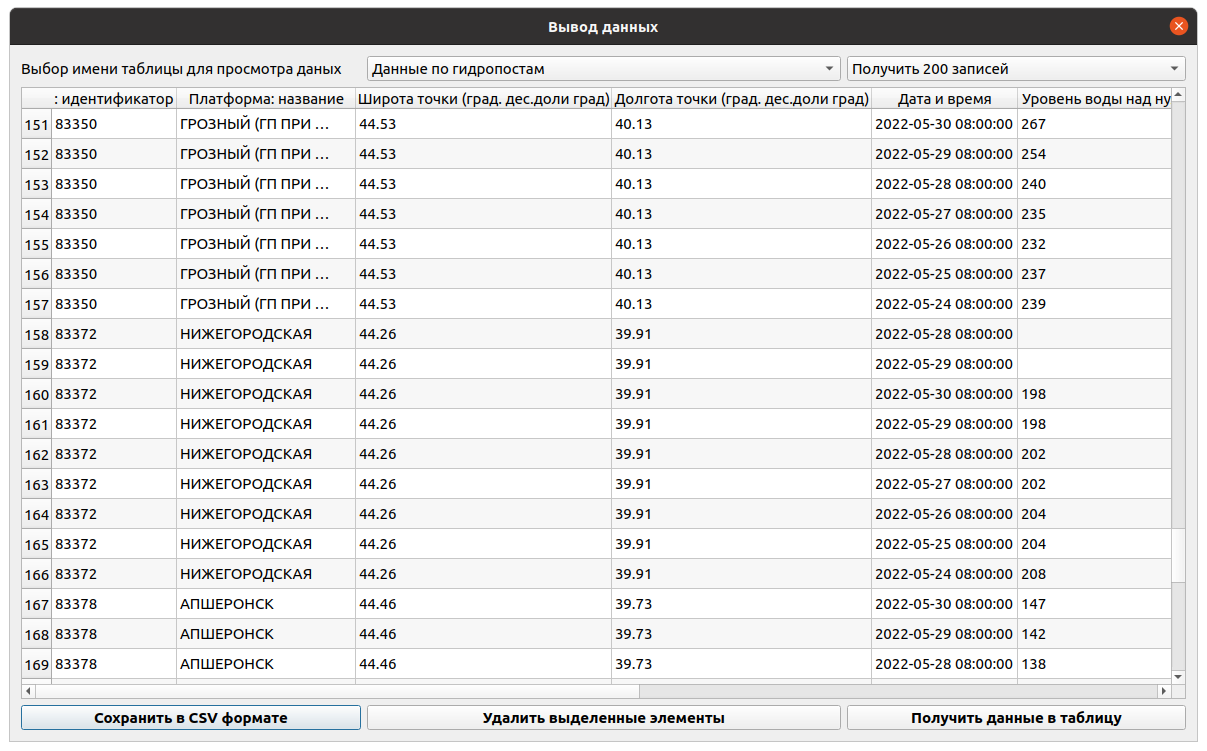 Вывод данных
Выбор имени таблицы для просмотра даных Данные по гидропостам Получить 200 записей
: идентификатор Платформа: название Широта точки (град. дес.доли град) Долгота точки (град. дес.доли град) Дата и время Уровень воды над ну
151 83350 ГРОЗНЫЙ (ГП ПРИ ... 44.53 40.13 2022-05-30 08:00:00 267
152 83350 ГРОЗНЫЙ (ГП ПРИ ... 44.53 40.13 2022-05-29 08:00:00 254
153 83350 ГРОЗНЫЙ (ГП ПРИ ... 44.53 40.13 2022-05-28 08:00:00 240
154 83350 ГРОЗНЫЙ (ГП ПРИ ... 44.53 40.13 2022-05-27 08:00:00 235
155 83350 ГРОЗНЫЙ (ГП ПРИ ... 44.53 40.13 2022-05-26 08:00:00 232
156 83350 ГРОЗНЫЙ (ГП ПРИ ... 44.53 40.13 2022-05-25 08:00:00 237
157 83350 ГРОЗНЫЙ (ГП ПРИ ... 44.53 40.13 2022-05-24 08:00:00 239
158 83372 НИЖЕГОРОДСКАЯ 44.26 39.91 2022-05-28 08:00:00
159 83372 НИЖЕГОРОДСКАЯ 44.26 39.91 2022-05-29 08:00:00
160 83372 НИЖЕГОРОДСКАЯ 44.26 39.91 2022-05-30 08:00:00 198
161 83372 НИЖЕГОРОДСКАЯ 44.26 39.91 2022-05-29 08:00:00 198
162 83372 НИЖЕГОРОДСКАЯ 44.26 39.91 2022-05-28 08:00:00 202
163 83372 НИЖЕГОРОДСКАЯ 44.26 39.91 2022-05-27 08:00:00 202
164 83372 НИЖЕГОРОДСКАЯ 44.26 39.91 2022-05-26 08:00:00 204
165 83372 НИЖЕГОРОДСКАЯ 44.26 39.91 2022-05-25 08:00:00 204
166 83372 НИЖЕГОРОДСКАЯ 44.26 39.91 2022-05-24 08:00:00 208
167 83378 АПШЕРОНСК 44.46 39.73 2022-05-30 08:00:00 147
168 83378 АПШЕРОНСК 44.46 39.73 2022-05-29 08:00:00 142
169 83378 АПШЕРОНСК 44.46 39.73 2022-05-28 08:00:00 138
Сохранить в CSV формате Удалить выделенные элементы Получить данные в таблицу